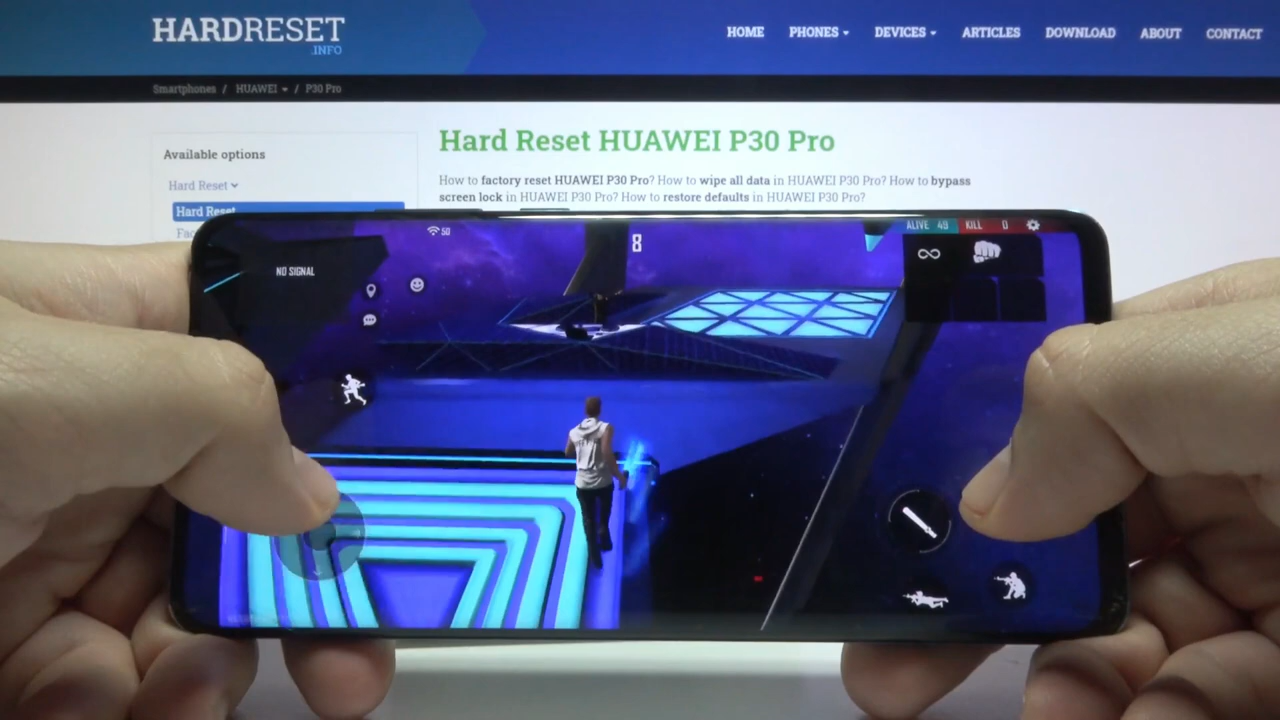 HARDRESET
.INFO
HOME PHONES DEVICES ARTICLES DOWNLOAD ABOUT CONTACT
Smartphones / HUAWEI / P30 Pro
Hard Reset HUAWEI P30 Pro
Available options
How to factory reset HUAWEI P30 Pro? How to wipe all data in HUAWEI P30 Pro? How to bypass
screen lock in HUAWEI P30 Pro? How to restore defaults in HUAWEI P30 Pro?
Hard Reset
Hard Reset
Fac
50
8
ALIVE 49 KILL 0
NO SIGNAL